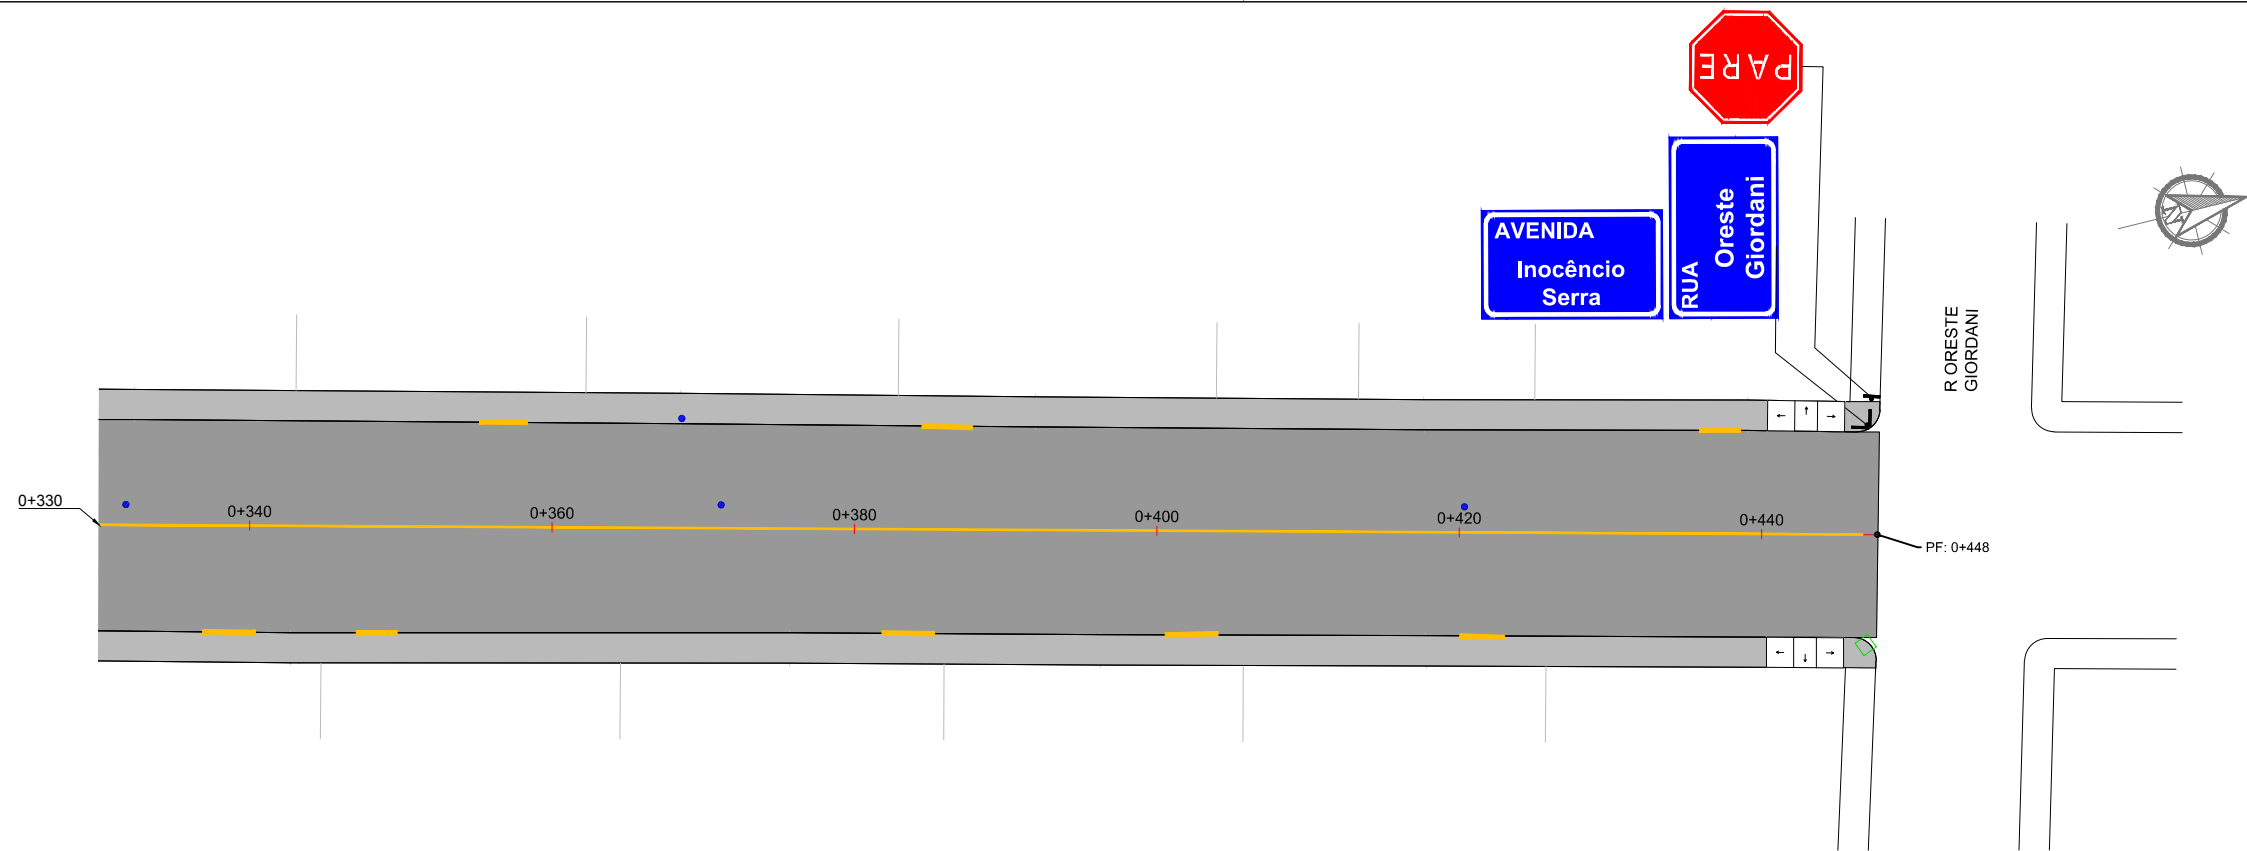 PARE
AVENIDA
Inocêncio
Serra
RUA
Oreste
Giordani
R ORESTE
GIORDANI
0+330
0+340
0+360
0+380
0+400
0+420
0+440
PF: 0+448